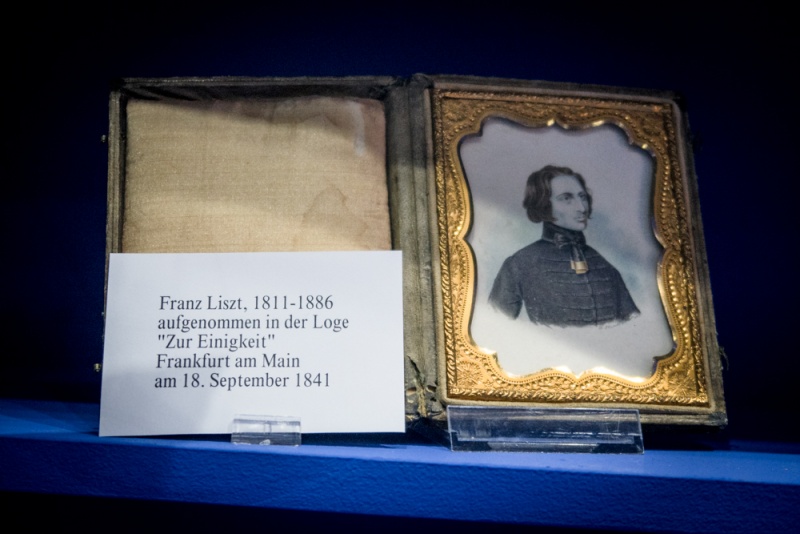 Franz Liszt, 1811-1886
aufgenommen in der Loge
"Zur Einigkeit"
Frankfurt am Main
am 18. September 1841